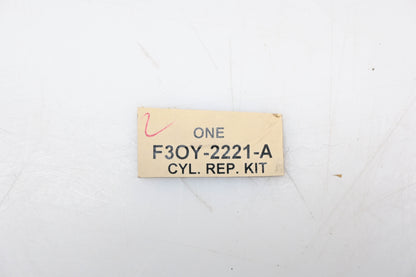 ONE
F3OY-2221-A
CYL. REP. KIT